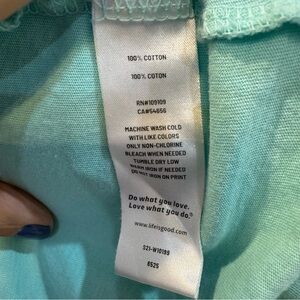 100% COTTON
100% COTTON
RN#109109
CA#54656
MACHINE WASH COLD
WITH LIKE COLORS
ONLY NON-CHLORINE
BLEACH WHEN NEEDED
TUMBLE DRY LOW
WARM IRON IF NEEDED
DO NOT IRON ON PRINT
Do what you love.
Love what you do.®
www.lifeisgood.com
S21-W10199
6525